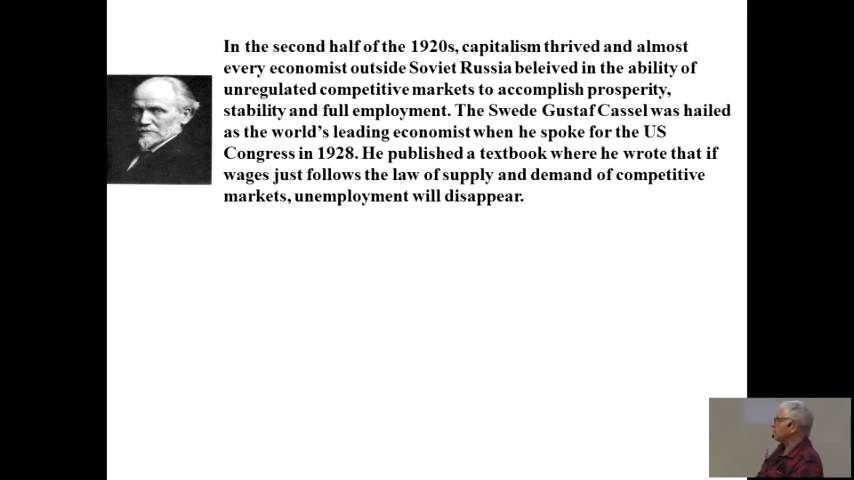 In the second half of the 1920s, capitalism thrived and almost
every economist outside Soviet Russia beleived in the ability of
unregulated competitive markets to accomplish prosperity,
stability and full employment. The Swede Gustaf Cassel was hailed
as the world’s leading economist when he spoke for the US
Congress in 1928. He published a textbook where he wrote that if
wages just follows the law of supply and demand of competitive
markets, unemployment will disappear.